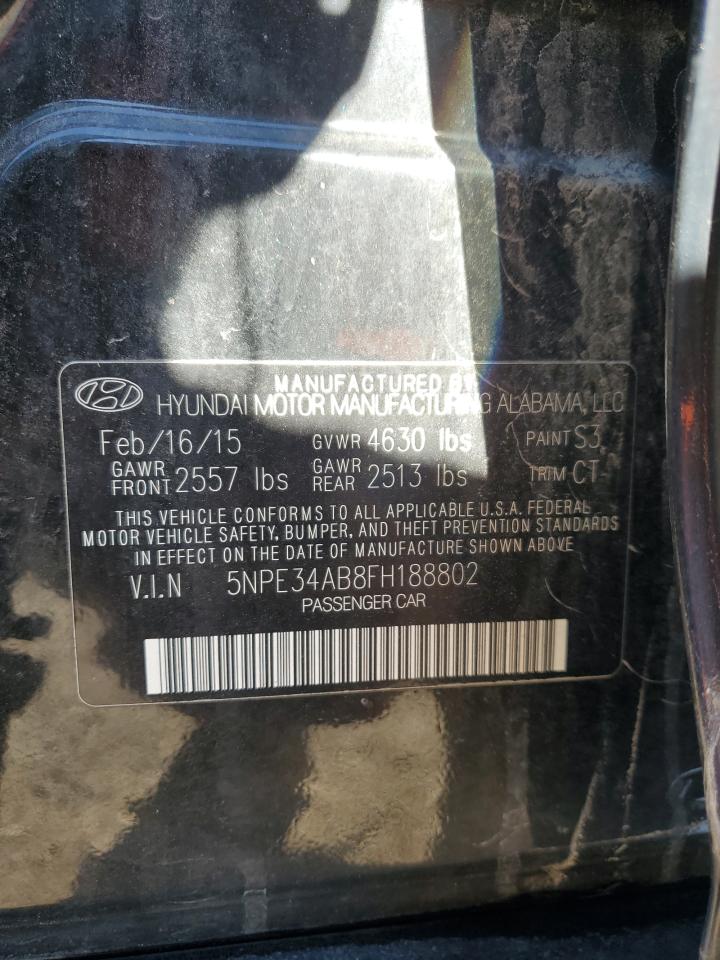 MANUFACTURED BY
HYUNDAI MOTOR MANUFACTURING ALABAMA, LLC
Feb/16/15 GVWR 4630 lbs PAINT S3
GAWR FRONT 2557 lbs GAWR REAR 2513 lbs TRIM CT
THIS VEHICLE CONFORMS TO ALL APPLICABLE U.S.A. FEDERAL
MOTOR VEHICLE SAFETY, BUMPER, AND THEFT PREVENTION STANDARDS
IN EFFECT ON THE DATE OF MANUFACTURE SHOWN ABOVE.
V.I.N 5NPE34AB8FH188802
PASSENGER CAR